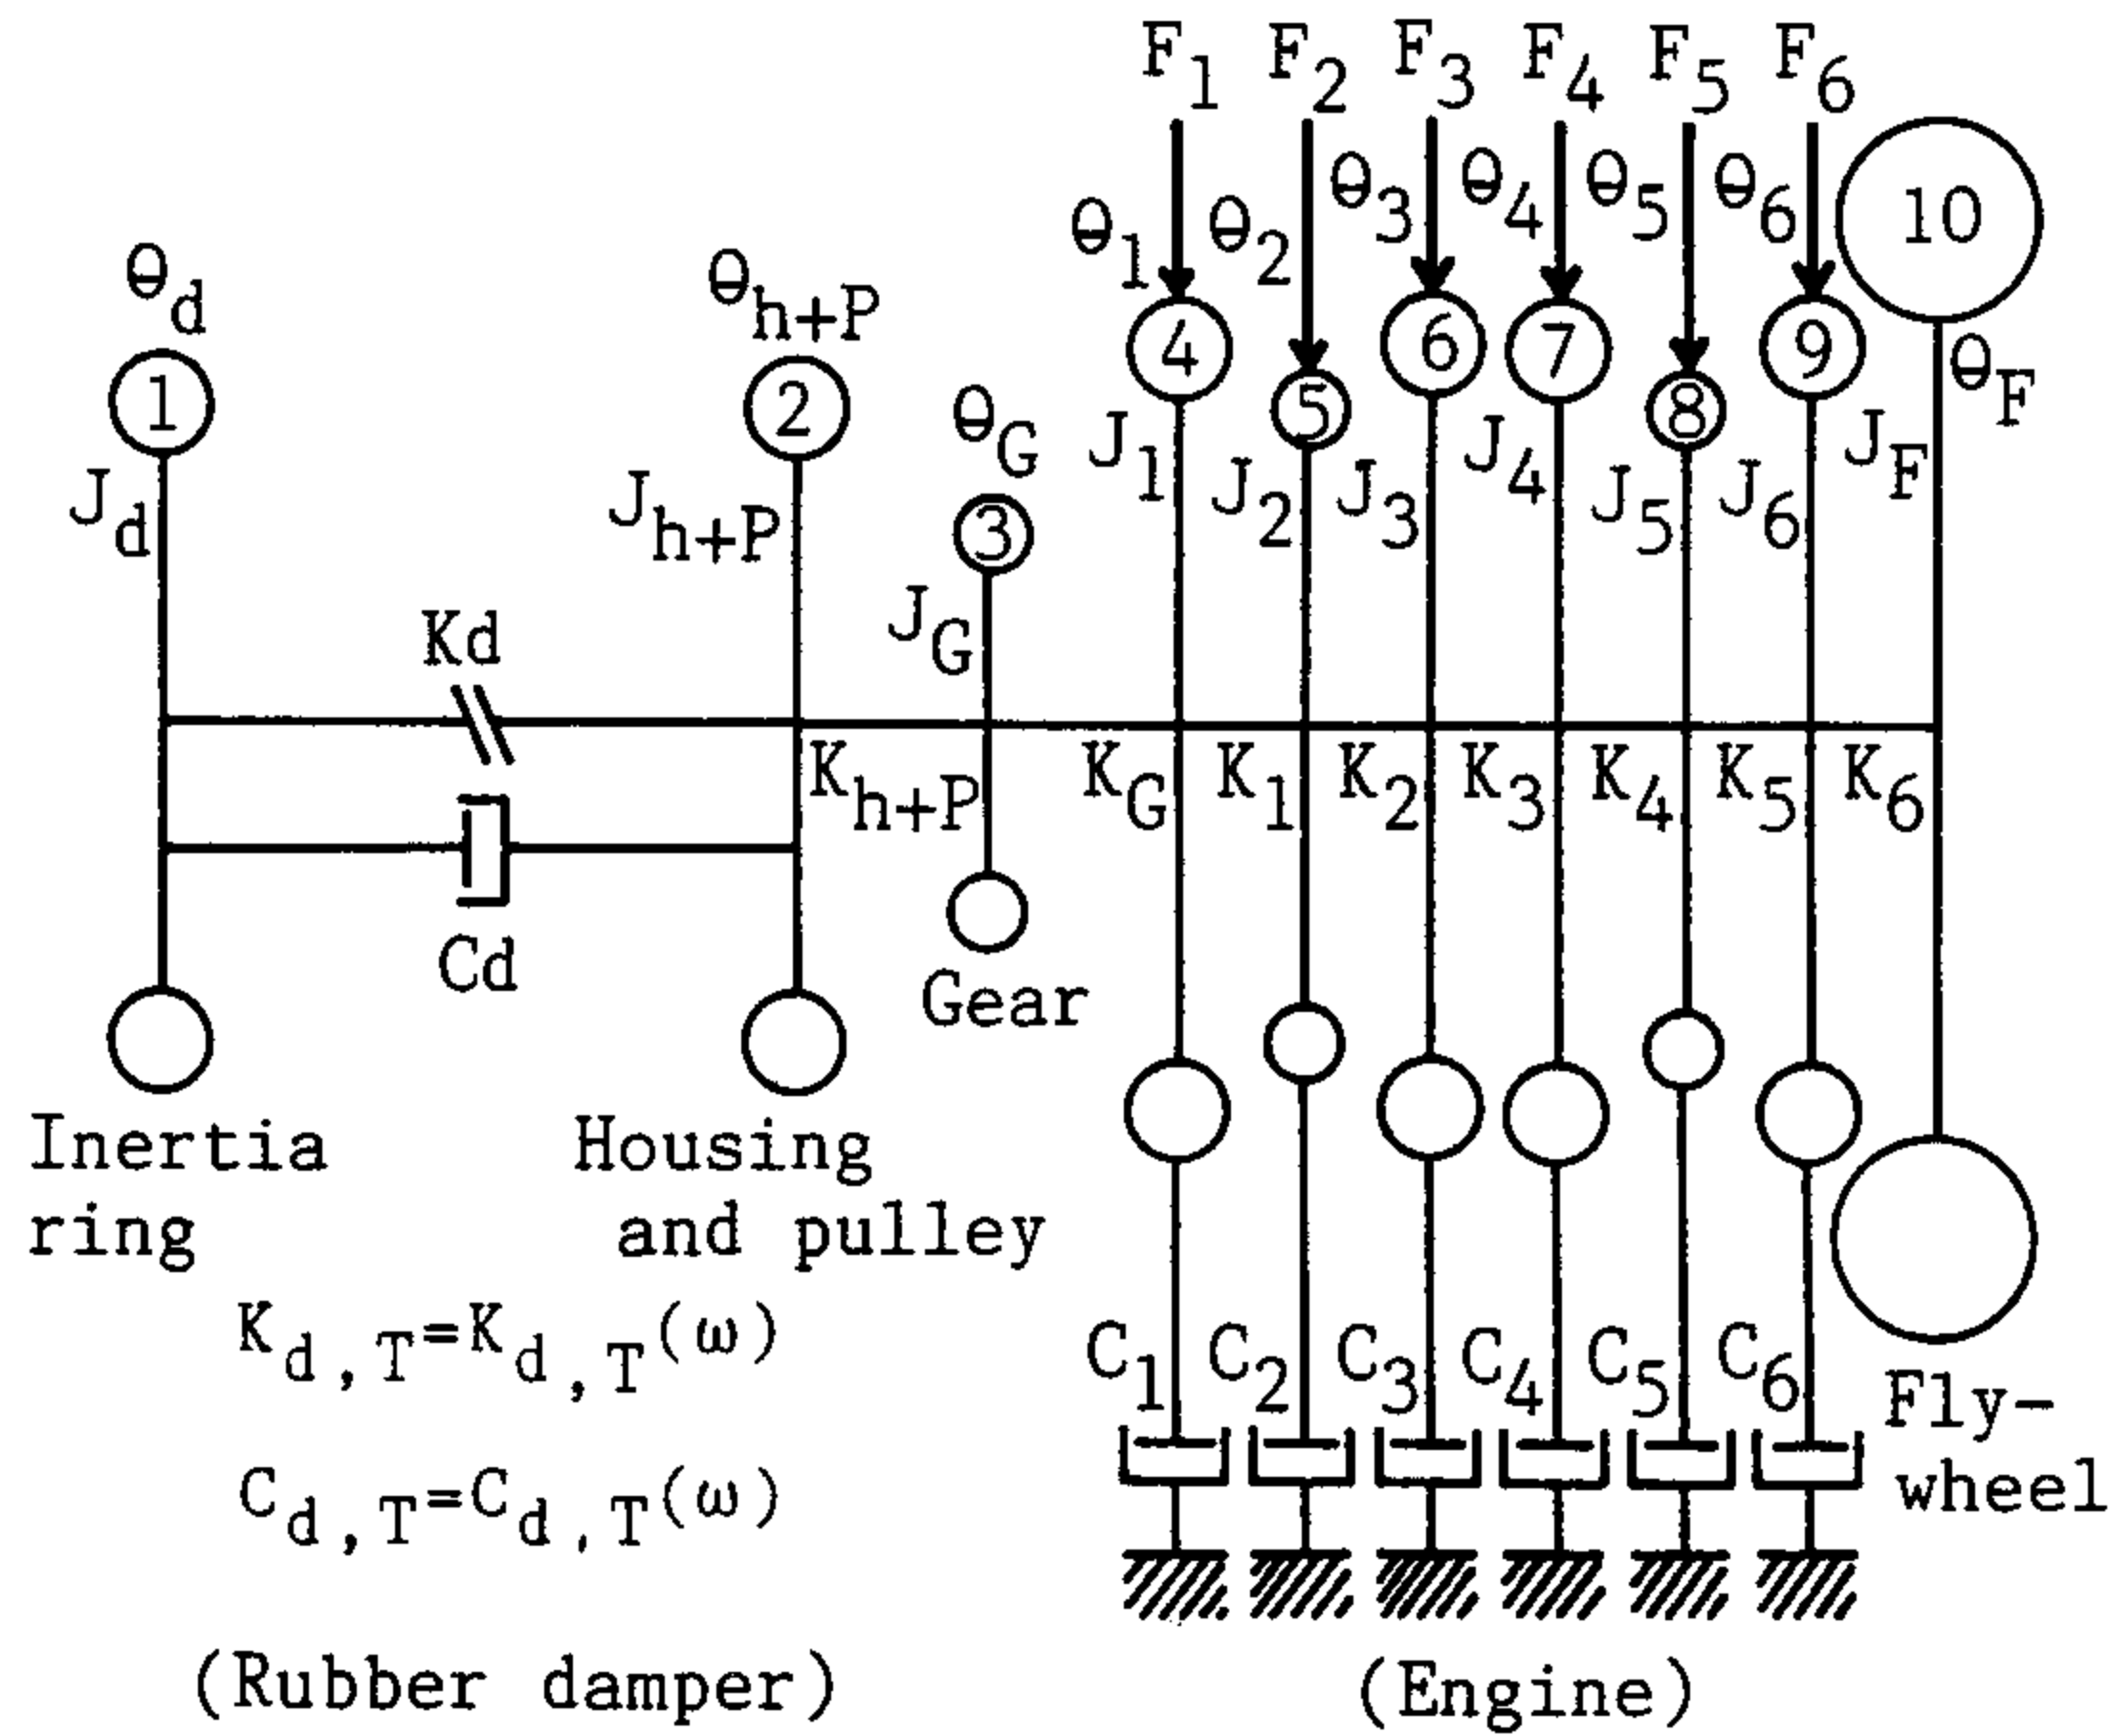 F1 F2 F3 F4 F5 F6
θ1 θ2 θ3 θ4 θ5 θ6
10
θd θh+P θG θF
1 2 3 4 5 6 7 8 9
Jd Jh+P JG J1 J2 J3 J4 J5 J6 JF
Kd Kh+P KG K1 K2 K3 K4 K5 K6
Cd
Gear
Inertia
ring
Housing
and pulley
Kd,T=Kd,T(ω)
Cd,T=Cd,T(ω)
C1 C2 C3 C4 C5 C6
Fly-
wheel
(Rubber damper) (Engine)